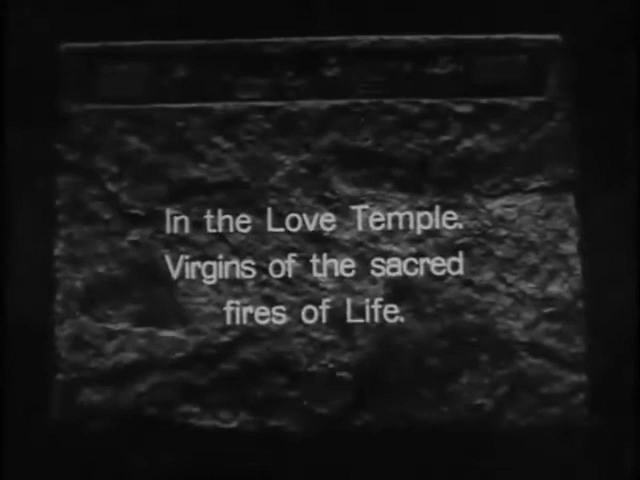 In the Love Temple.
Virgins of the sacred
fires of Life.